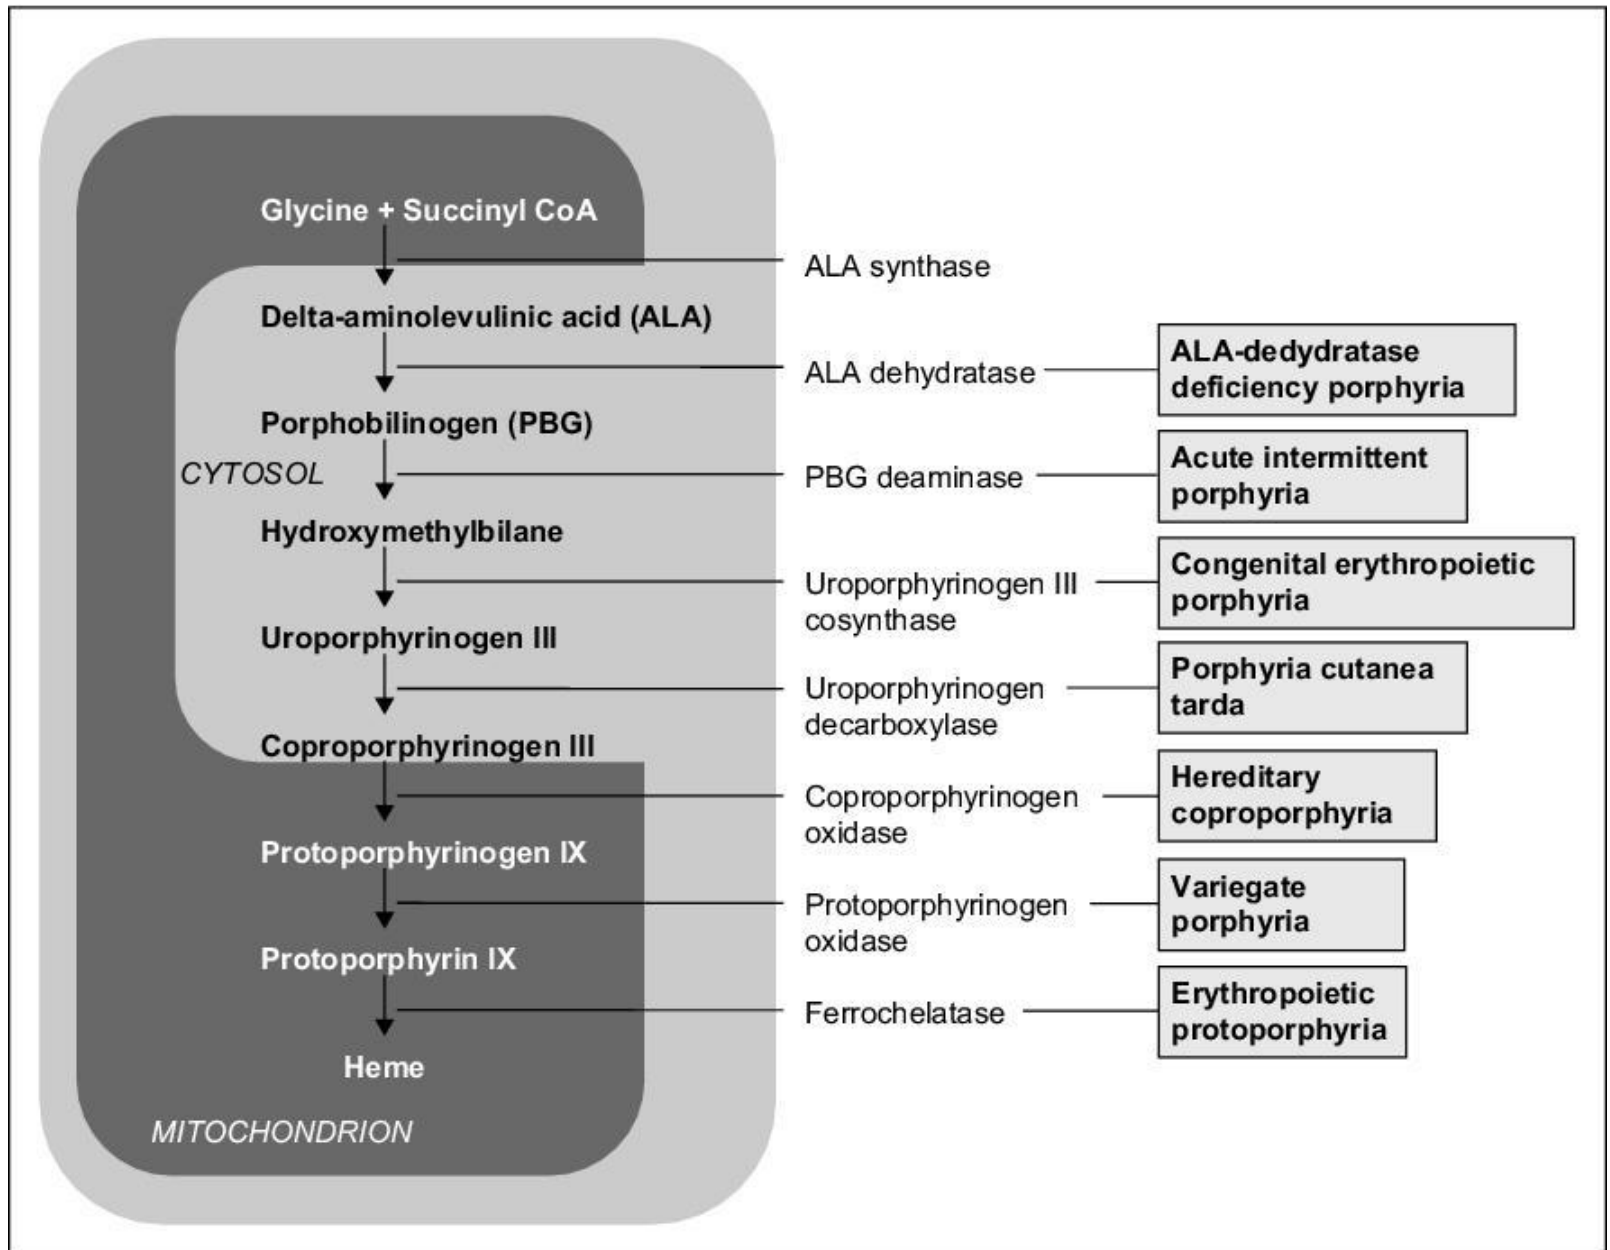 Glycine + Succinyl CoA
ALA synthase
Delta-aminolevulinic acid (ALA)
ALA dehydratase
ALA-dedydratase
deficiency porphyria
Porphobilinogen (PBG)
CYTOSOL
PBG deaminase
Acute intermittent
porphyria
Hydroxymethylbilane
Uroporphyrinogen III
cosynthase
Congenital erythropoietic
porphyria
Uroporphyrinogen III
Uroporphyrinogen
decarboxylase
Porphyria cutanea
tarda
Coproporphyrinogen III
Coproporphyrinogen
oxidase
Hereditary
coproporphyria
Protoporphyrinogen IX
Protoporphyrinogen
oxidase
Variegate
porphyria
Protoporphyrin IX
Ferrochelatase
Erythropoietic
protoporphyria
Heme
MITOCHONDRION